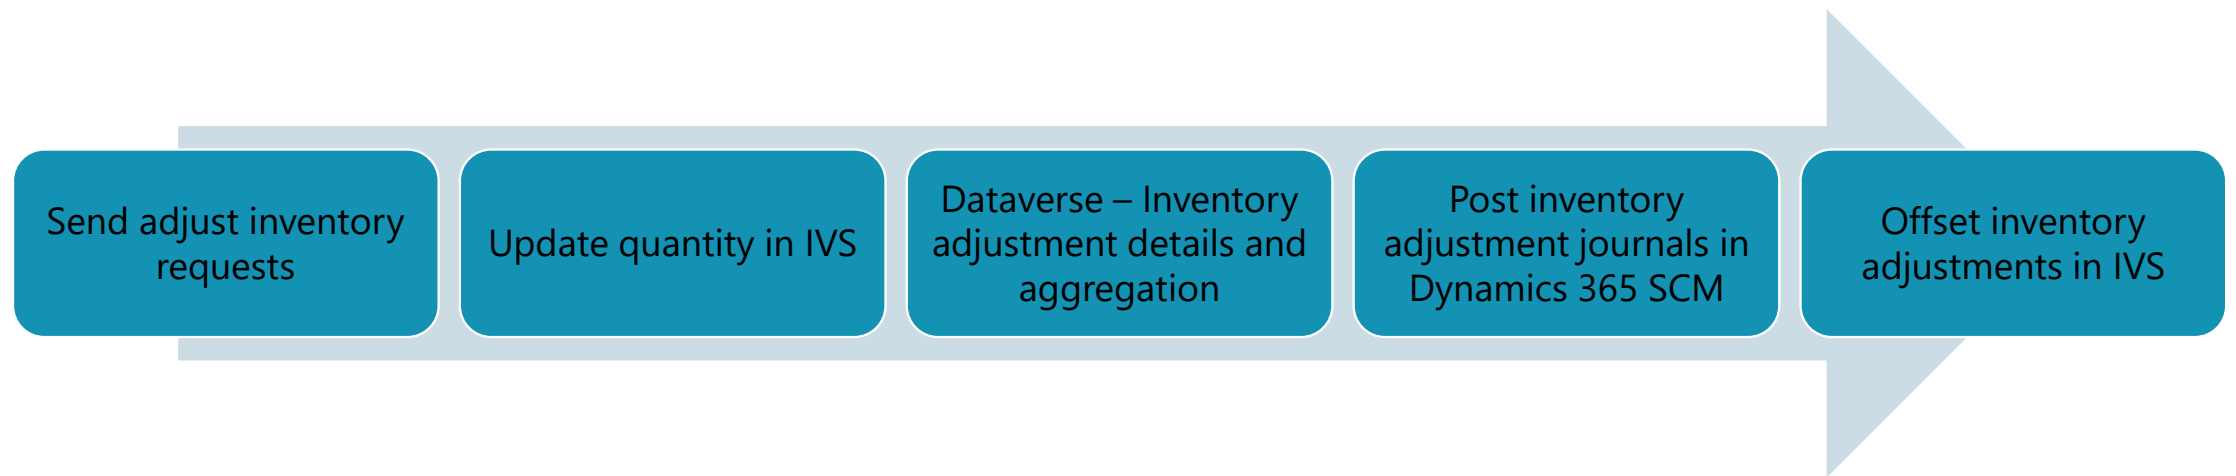 Send adjust inventory
requests
Update quantity in IVS
Dataverse – Inventory
adjustment details and
aggregation
Post inventory
adjustment journals in
Dynamics 365 SCM
Offset inventory
adjustments in IVS